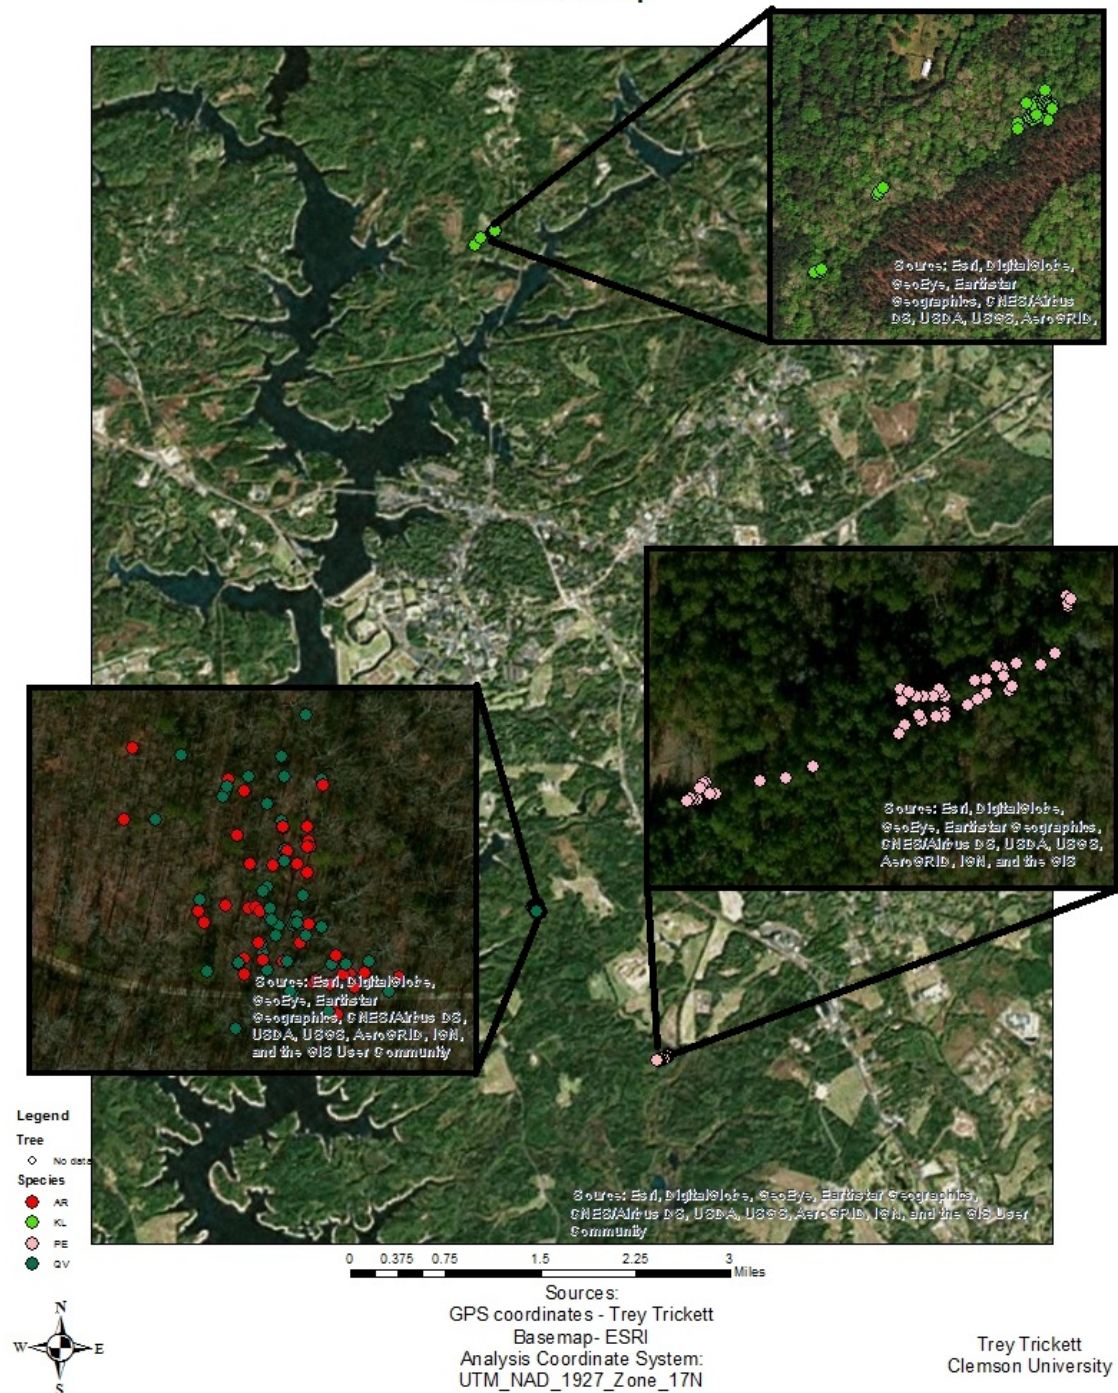 Source: Esri, DigitalGlobe,
GeoEye, Earthstar
Geographics, CNES/Airbus
DS, USDA, USGS, AeroGRID,
Source: Esri, DigitalGlobe,
GeoEye, Earthstar Geographics,
CNES/Airbus DS, USDA, USGS,
AeroGRID, IGN, and the GIS
Source: Esri, DigitalGlobe,
GeoEye, Earthstar
Geographics, CNES/Airbus DS,
USDA, USGS, AeroGRID, IGN,
and the GIS User Community
Legend
Tree
No data
Species
AR
KL
PE
QV
Source: Esri, DigitalGlobe, GeoEye, Earthstar Geographics,
CNES/Airbus DS, USDA, USGS, AeroGRID, IGN, and the GIS User
Community
0 0.375 0.75 1.5 2.25 3
Miles
Sources:
GPS coordinates - Trey Trickett
Basemap- ESRI
Analysis Coordinate System:
UTM_NAD_1927_Zone_17N
N
W E
S
Trey Trickett
Clemson University